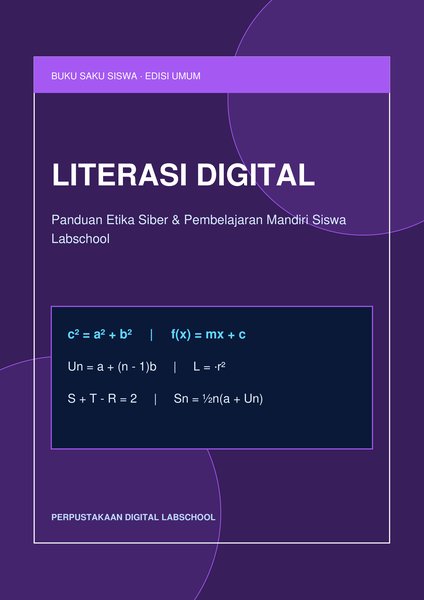 BUKU SAKU SISWA · EDISI UMUM
LITERASI DIGITAL
Panduan Etika Siber & Pembelajaran Mandiri Siswa
Labschool
c² = a² + b² | f(x) = mx + c
Un = a + (n - 1)b | L = ·r²
S + T - R = 2 | Sn = ½n(a + Un)
PERPUSTAKAAN DIGITAL LABSCHOOL